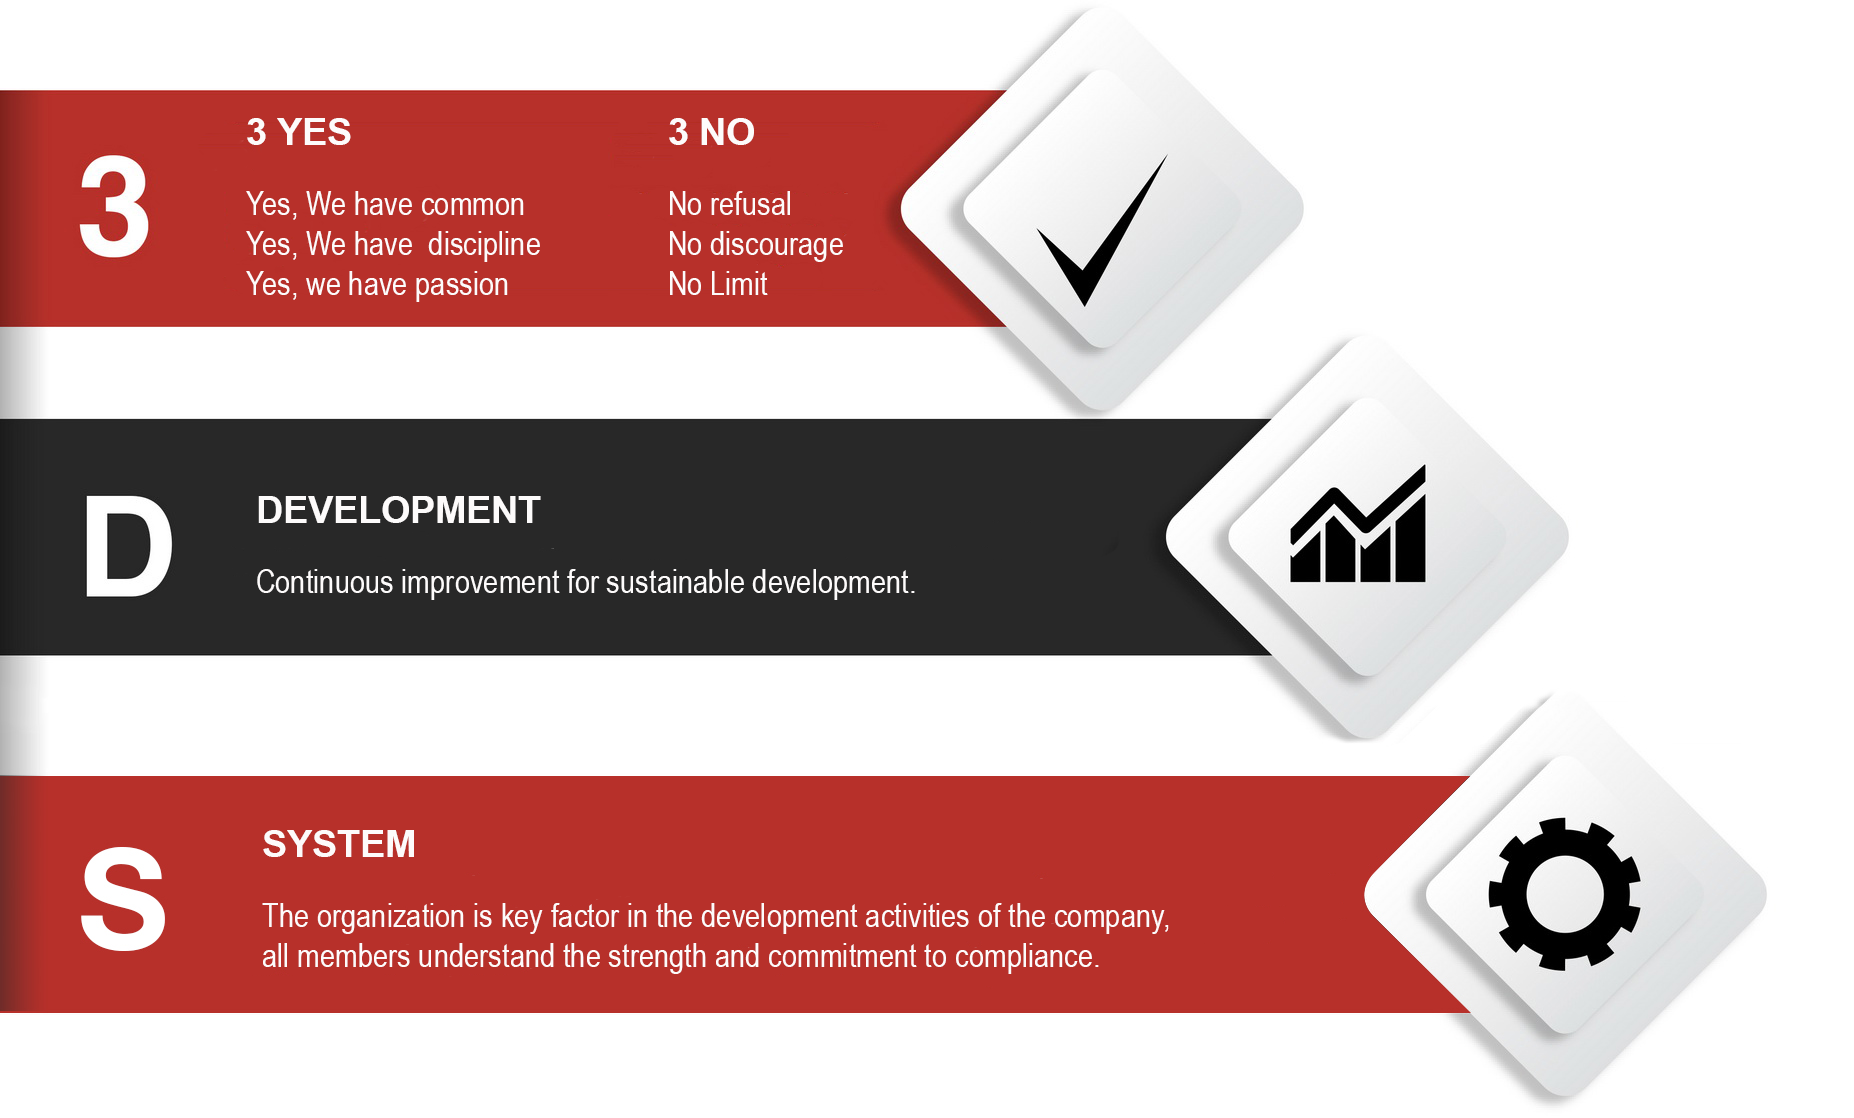 3
3 YES
Yes, We have common
Yes, We have  discipline
Yes, we have passion
3 NO
No refusal
No discourage
No Limit
D
DEVELOPMENT
Continuous improvement for sustainable development.
S
SYSTEM
The organization is key factor in the development activities of the company,
all members understand the strength and commitment to compliance.